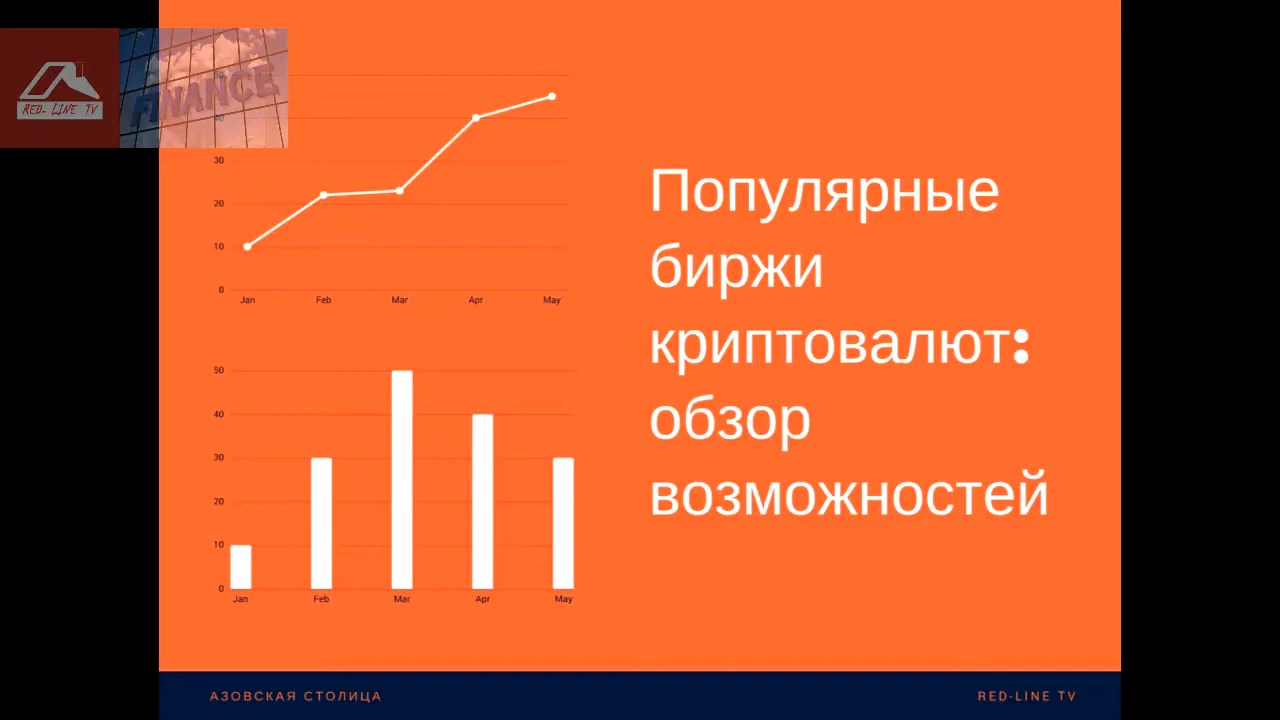 RED- LINE TV
FINANCE
40
30
20
10
0
Jan Feb Mar Apr May
50
40
30
20
10
0
Jan Feb Mar Apr May
Популярные
биржи
криптовалют:
обзор
возможностей
АЗОВСКАЯ СТОЛИЦА
RED-LINE TV